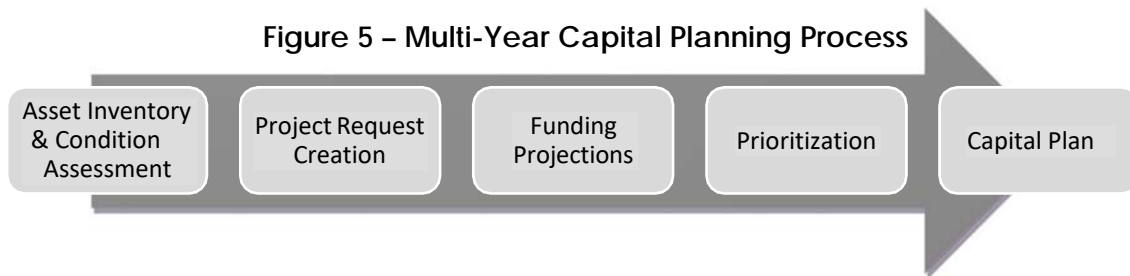 Figure 5 – Multi-Year Capital Planning Process
Asset Inventory
& Condition
Assessment
Project Request
Creation
Funding
Projections
Prioritization
Capital Plan